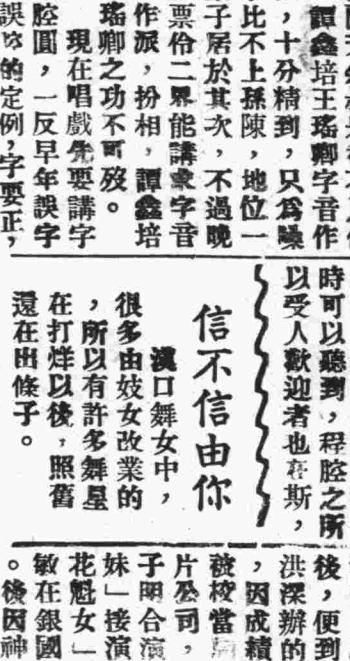 譚鑫培王瑤卿字音作
，十分精到，只爲嗓
比不上孫陳，地位一
子居於其次，不過晚
票伶二界能講求字音
作派，扮相，譚鑫培
瑤卿之功不可歿。
現在唱戲先要講字
腔圓，一反早年誤字
的定例，字要正，
時可以聽到，程腔之所
以受人歡迎者也在斯，
信不信由你
漢口舞女中，
很多由妓女改業的
，所以有許多舞星
在打烊以後，照舊
還在出條子。
後，便到
洪深辦的
，因成績
被校當
片公司，
子明合演
妹」接演
花魁女」
敏在銀國
。後因神